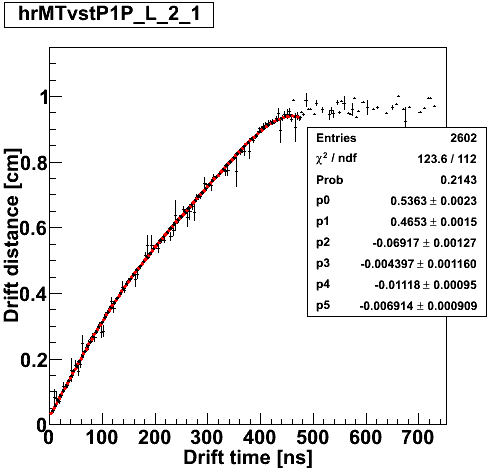 hrMTvstP1P_L_2_1
Drift distance [cm]
1
0.8
0.6
0.4
0.2
0
Entries 2602
χ² / ndf 123.6 / 112
Prob 0.2143
p0 0.5363 ± 0.0023
p1 0.4653 ± 0.0015
p2 -0.06917 ± 0.00127
p3 -0.004397 ± 0.001160
p4 -0.01118 ± 0.00095
p5 -0.006914 ± 0.000909
0 100 200 300 400 500 600 700
Drift time [ns]